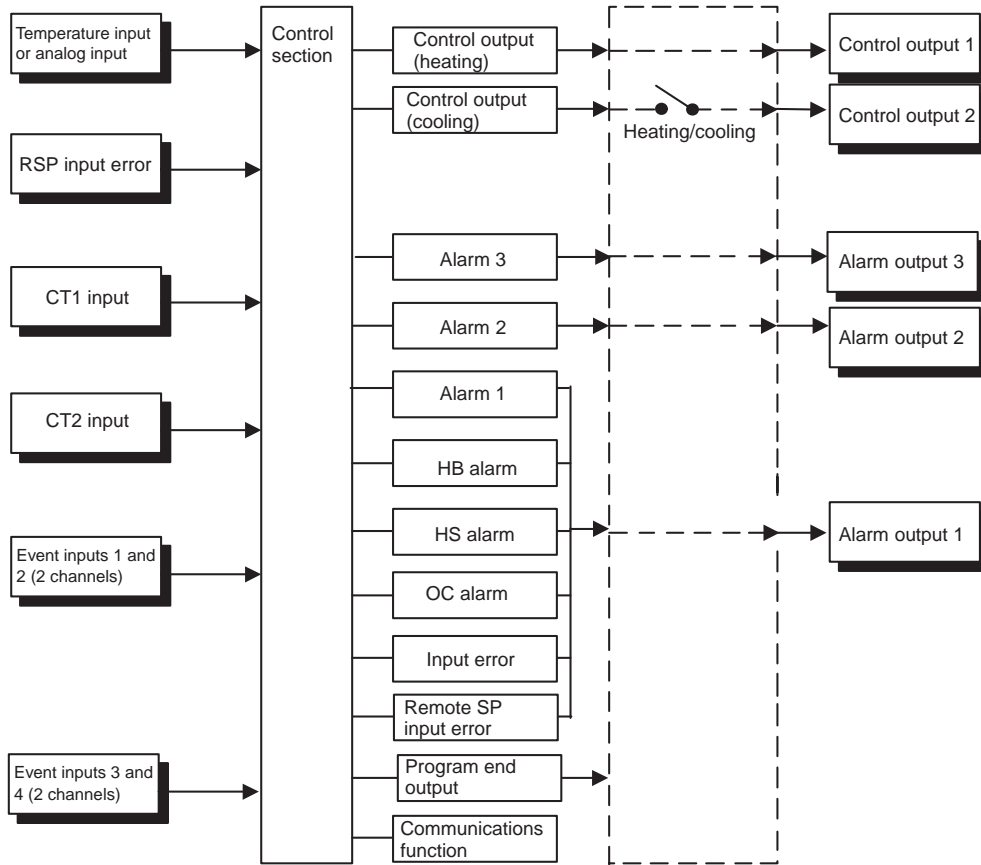 Temperature input
or analog input
RSP input error
CT1 input
CT2 input
Event inputs 1 and
2 (2 channels)
Event inputs 3 and
4 (2 channels)
Control
section
Control output
(heating)
Control output
(cooling)
Alarm 3
Alarm 2
Alarm 1
HB alarm
HS alarm
OC alarm
Input error
Remote SP
input error
Program end
output
Communications
function
Heating/cooling
Control output 1
Control output 2
Alarm output 3
Alarm output 2
Alarm output 1